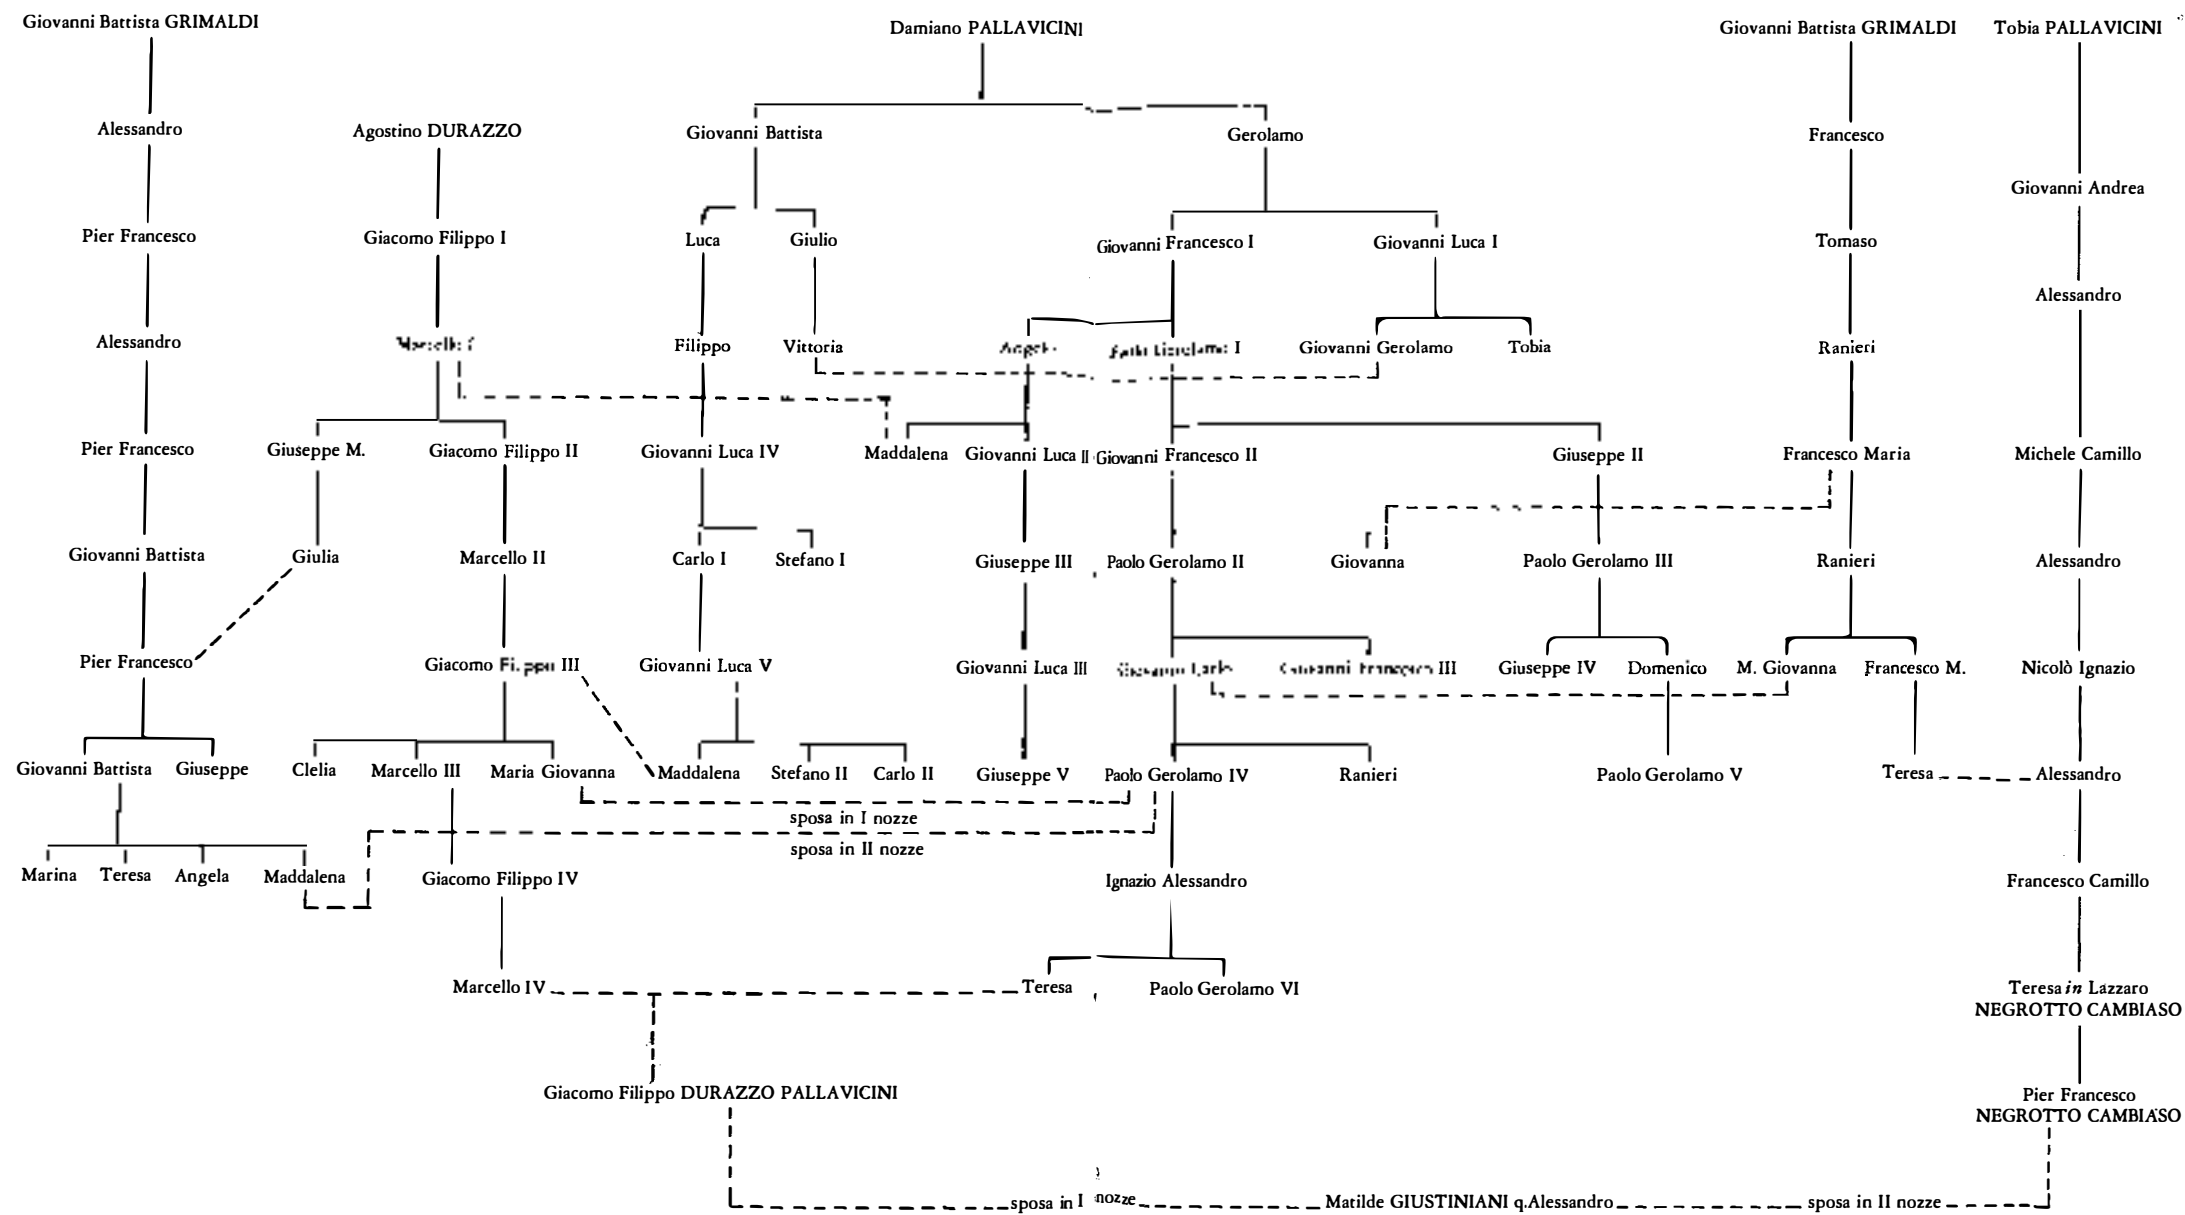 Giovanni Battista GRIMALDI
Damiano PALLAVICINI
Giovanni Battista GRIMALDI
Tobia PALLAVICINI
Alessandro
Agostino DURAZZO
Giovanni Battista
Gerolamo
Francesco
Giovanni Andrea
Pier Francesco
Giacomo Filippo I
Luca
Giulio
Giovanni Francesco I
Giovanni Luca I
Tomaso
Alessandro
Alessandro
Filippo
Vittoria
I
Giovanni Gerolamo
Tobia
Ranieri
Pier Francesco
Giuseppe M.
Giacomo Filippo II
Giovanni Luca IV
Maddalena
Giovanni Luca II
Giovanni Francesco II
Giuseppe II
Francesco Maria
Michele Camillo
Giovanni Battista
Giulia
Marcello II
Carlo I
Stefano I
Giuseppe III
Paolo Gerolamo II
Giovanna
Paolo Gerolamo III
Ranieri
Alessandro
Pier Francesco
Giacomo Filippo III
Giovanni Luca V
Giovanni Luca III
III
Giuseppe IV
Domenico
M. Giovanna
Francesco M.
Nicolò Ignazio
Giovanni Battista
Giuseppe
Clelia
Marcello III
Maria Giovanna
Maddalena
Stefano II
Carlo II
Giuseppe V
Paolo Gerolamo IV
Ranieri
Paolo Gerolamo V
Teresa
Alessandro
sposa in I nozze
sposa in II nozze
Marina
Teresa
Angela
Maddalena
Giacomo Filippo IV
Ignazio Alessandro
Francesco Camillo
Marcello IV
Teresa
Paolo Gerolamo VI
Teresa in Lazzaro
NEGROTTO CAMBIASO
Giacomo Filippo DURAZZO PALLAVICINI
Pier Francesco
NEGROTTO CAMBIASO
sposa in I nozze
Matilde GIUSTINIANI q.Alessandro
sposa in II nozze